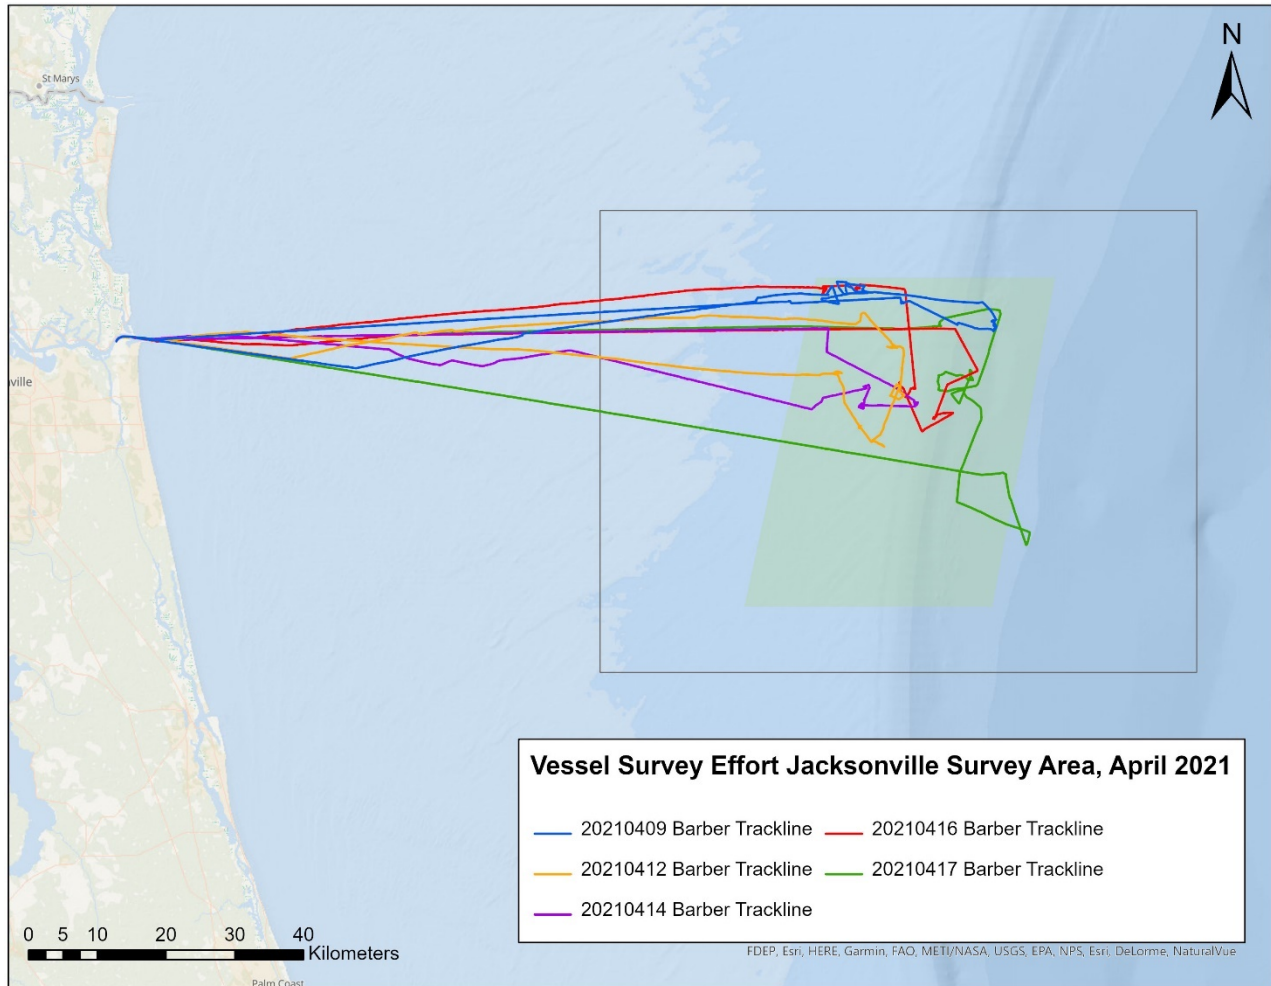 N
St Marys
ville
Vessel Survey Effort Jacksonville Survey Area, April 2021
20210409 Barber Trackline
20210416 Barber Trackline
20210412 Barber Trackline
20210417 Barber Trackline
20210414 Barber Trackline
0 5 10 20 30 40
Kilometers
FDEP, Esri, HERE, Garmin, FAO, METI/NASA, USGS, EPA, NPS, Esri, DeLorme, NaturalVue
Palm Coast